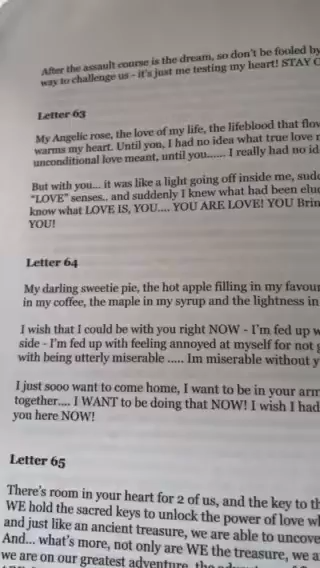 After the assault course is the dream, so don't be fooled by
way to challenge us - it's just me testing my heart! STAY
Letter 63
My Angelic rose, the love of my life, the lifeblood that
warms my heart. Until you, I had no idea what true love
unconditional love meant, until you...... I really had no
But with you... it was like a light going off inside me,
"LOVE" senses., and suddenly I knew what had been
know what LOVE IS, YOU.... YOU ARE LOVE! YOU
YOU!
Letter 64
My darling sweetie pie, the hot apple filling in my
in my coffee, the maple in my syrup and the lightness in
I wish that I could be with you right NOW - I'm fed up
side - I'm fed up with feeling annoyed at myself for not
with being utterly miserable ..... Im miserable without
I just sooo want to come home, I want to be in your
together.... I WANT to be doing that NOW! I wish I had
you here NOW!
Letter 65
There's room in your heart for 2 of us, and the key to
WE hold the sacred keys to unlock the power of love
and just like an ancient treasure, we are able to
And... what's more, not only are WE the treasure, we
we are on our greatest adventure, the